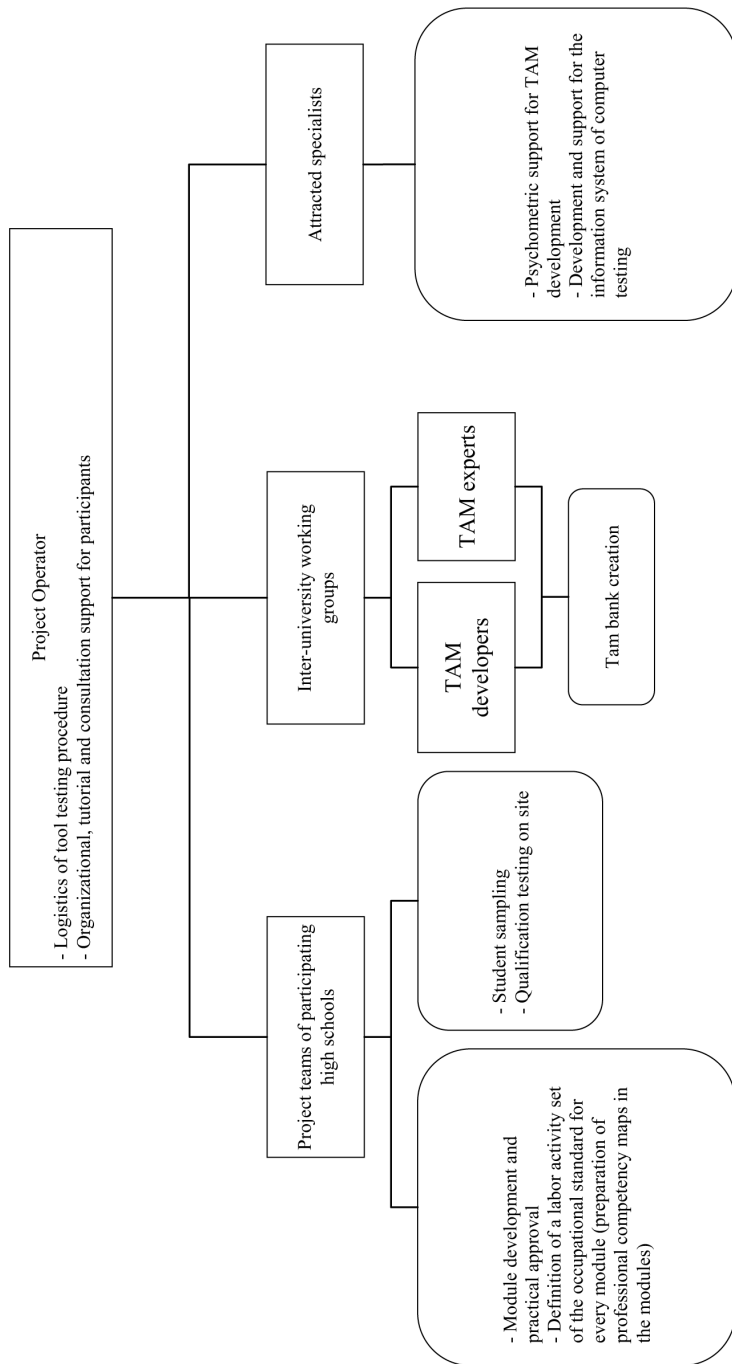 Project Operator
- Logistics of tool testing procedure
- Organizational, tutorial and consultation support for participants
Project teams of participating
high schools
Inter-university working
groups
Attracted specialists
- Module development and
practical approval
- Definition of a labor activity set
of the occupational standard for
every module (preparation of
professional competency maps in
the modules)
- Student sampling
- Qualification testing on site
TAM
developers
TAM experts
Tam bank creation
- Psychometric support for TAM
development
- Development and support for the
information system of computer
testing